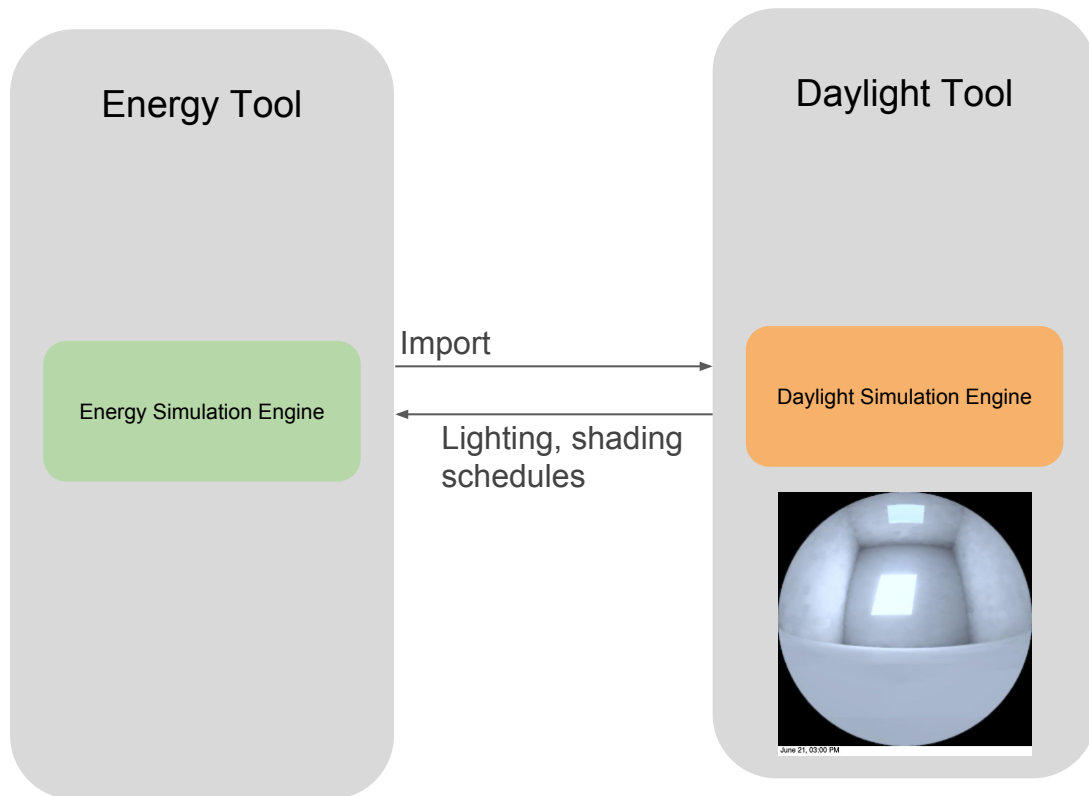 Energy Tool
Daylight Tool
Import
Energy Simulation Engine
Daylight Simulation Engine
Lighting, shading
schedules
June 21, 03:00 PM